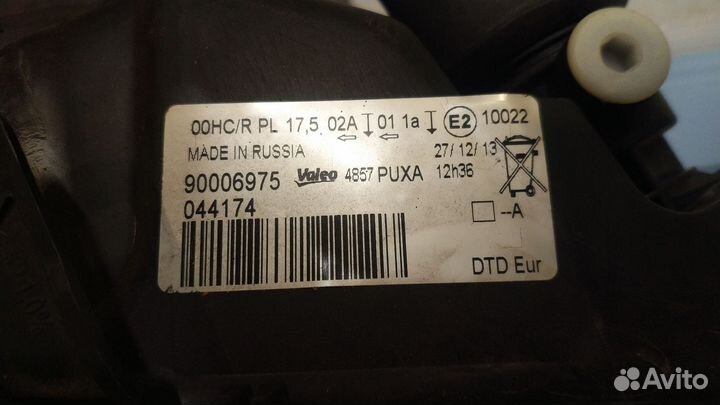 00HC/R PL 17,5 02A 01 1a E2 10022
MADE IN RUSSIA 27/12/13
90006975 Valeo 4857 PUXA 12h36
044174
--A
DTD Eur
Avito